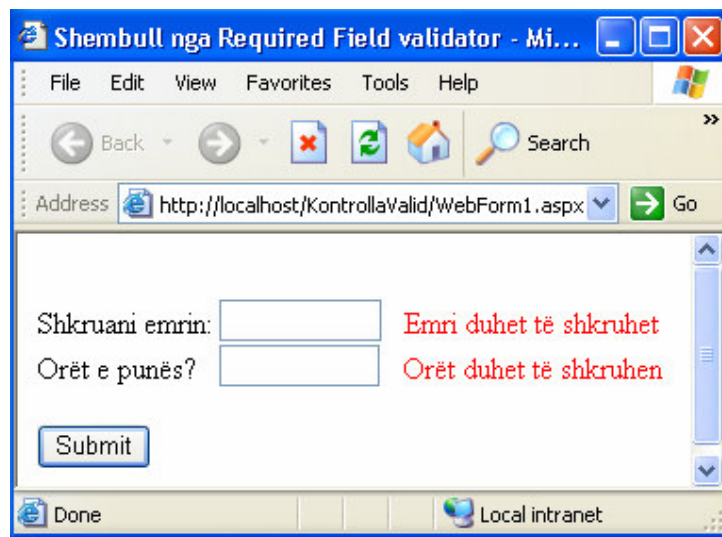 Shembull nga Required Field validator - Mi...
File Edit View Favorites Tools Help
Back Search »
Address http://localhost/KontrollaValid/WebForm1.aspx Go
Shkruani emrin: Emri duhet të shkruhet
Orët e punës? Orët duhet të shkruhen
Submit
Done Local intranet